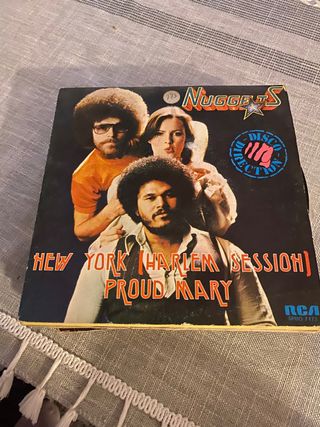 NUGGETS
DISCO
DIRECTION
NEW YORK (HARLEM SESSION)
PROUD MARY
RCA